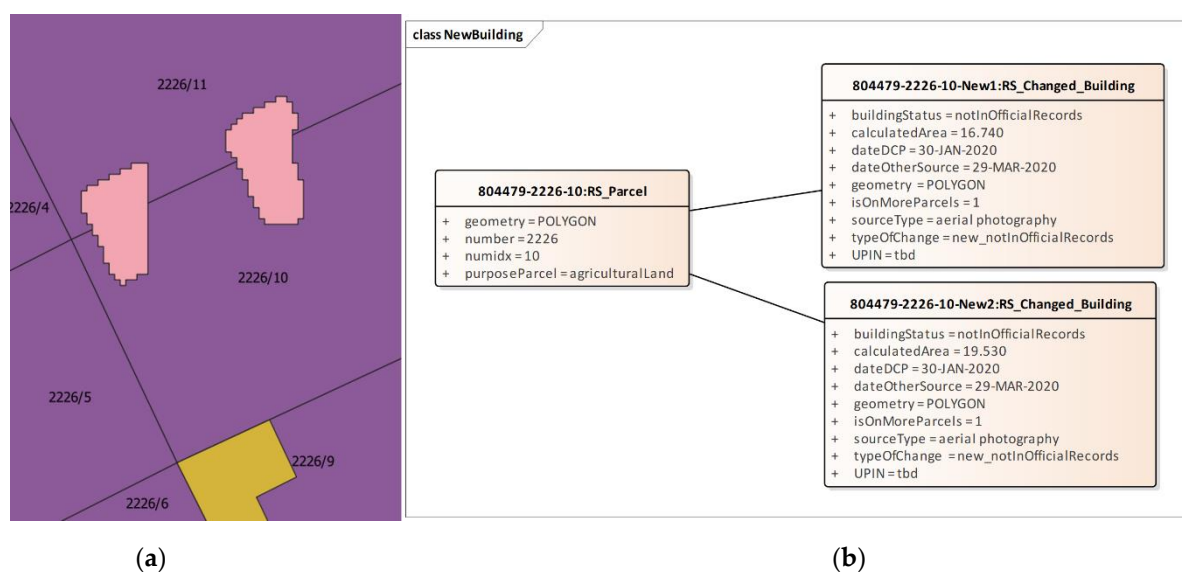 2226/11
2226/4
2226/10
2226/5
2226/9
2226/6
class NewBuilding
804479-2226-10:RS_Parcel
+ geometry = POLYGON
+ number = 2226
+ numidx = 10
+ purposeParcel = agriculturalLand
804479-2226-10-New1:RS_Changed_Building
+ buildingStatus = notInOfficialRecords
+ calculatedArea = 16.740
+ dateDCP = 30-JAN-2020
+ dateOtherSource = 29-MAR-2020
+ geometry = POLYGON
+ isOnMoreParcels = 1
+ sourceType = aerial photography
+ typeOfChange = new_notInOfficialRecords
+ UPIN = tbd
804479-2226-10-New2:RS_Changed_Building
+ buildingStatus = notInOfficialRecords
+ calculatedArea = 19.530
+ dateDCP = 30-JAN-2020
+ dateOtherSource = 29-MAR-2020
+ geometry = POLYGON
+ isOnMoreParcels = 1
+ sourceType = aerial photography
+ typeOfChange = new_notInOfficialRecords
+ UPIN = tbd
(a)
(b)